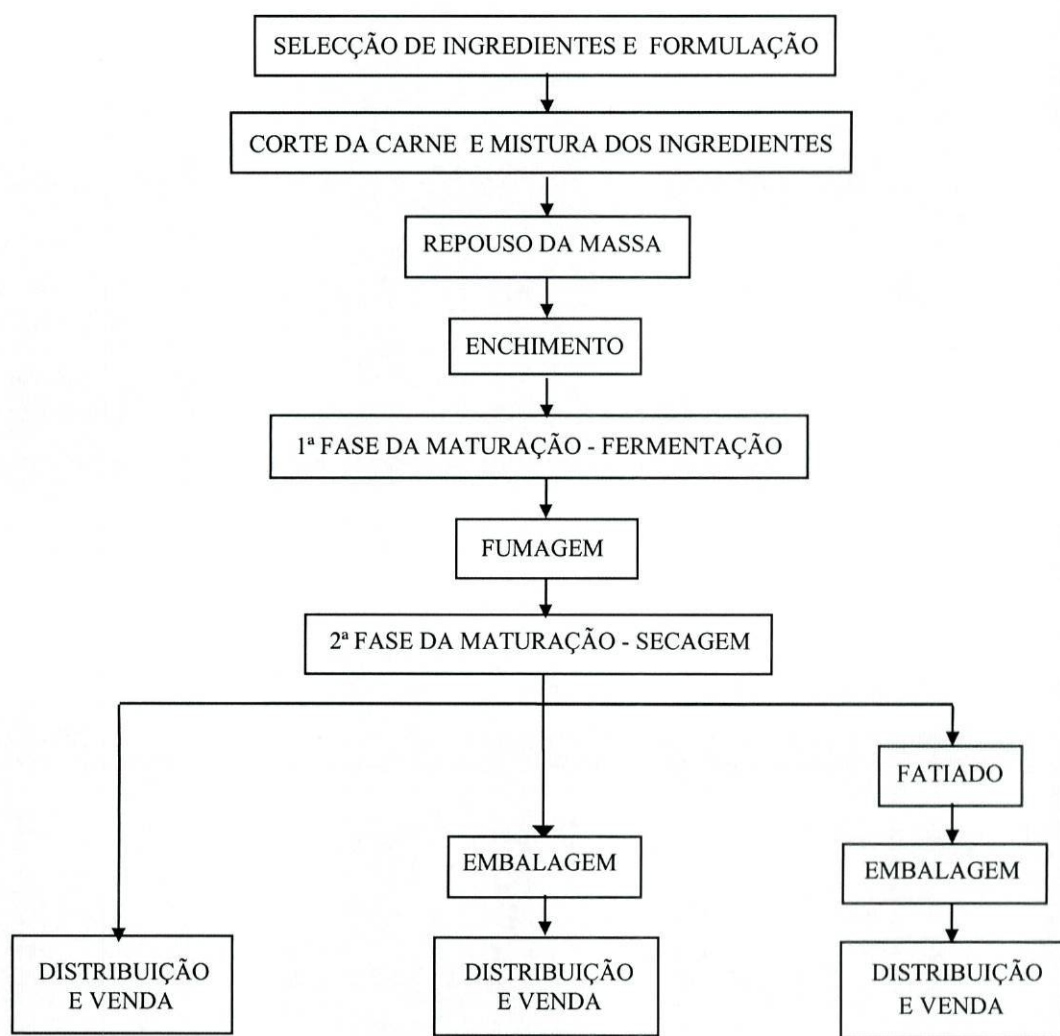 SELECÇÃO DE INGREDIENTES E FORMULAÇÃO
CORTE DA CARNE E MISTURA DOS INGREDIENTES
REPOUSO DA MASSA
ENCHIMENTO
1ª FASE DA MATURAÇÃO - FERMENTAÇÃO
FUMAGEM
2ª FASE DA MATURAÇÃO - SECAGEM
FATIADO
EMBALAGEM
EMBALAGEM
DISTRIBUIÇÃO
E VENDA
DISTRIBUIÇÃO
E VENDA
DISTRIBUIÇÃO
E VENDA